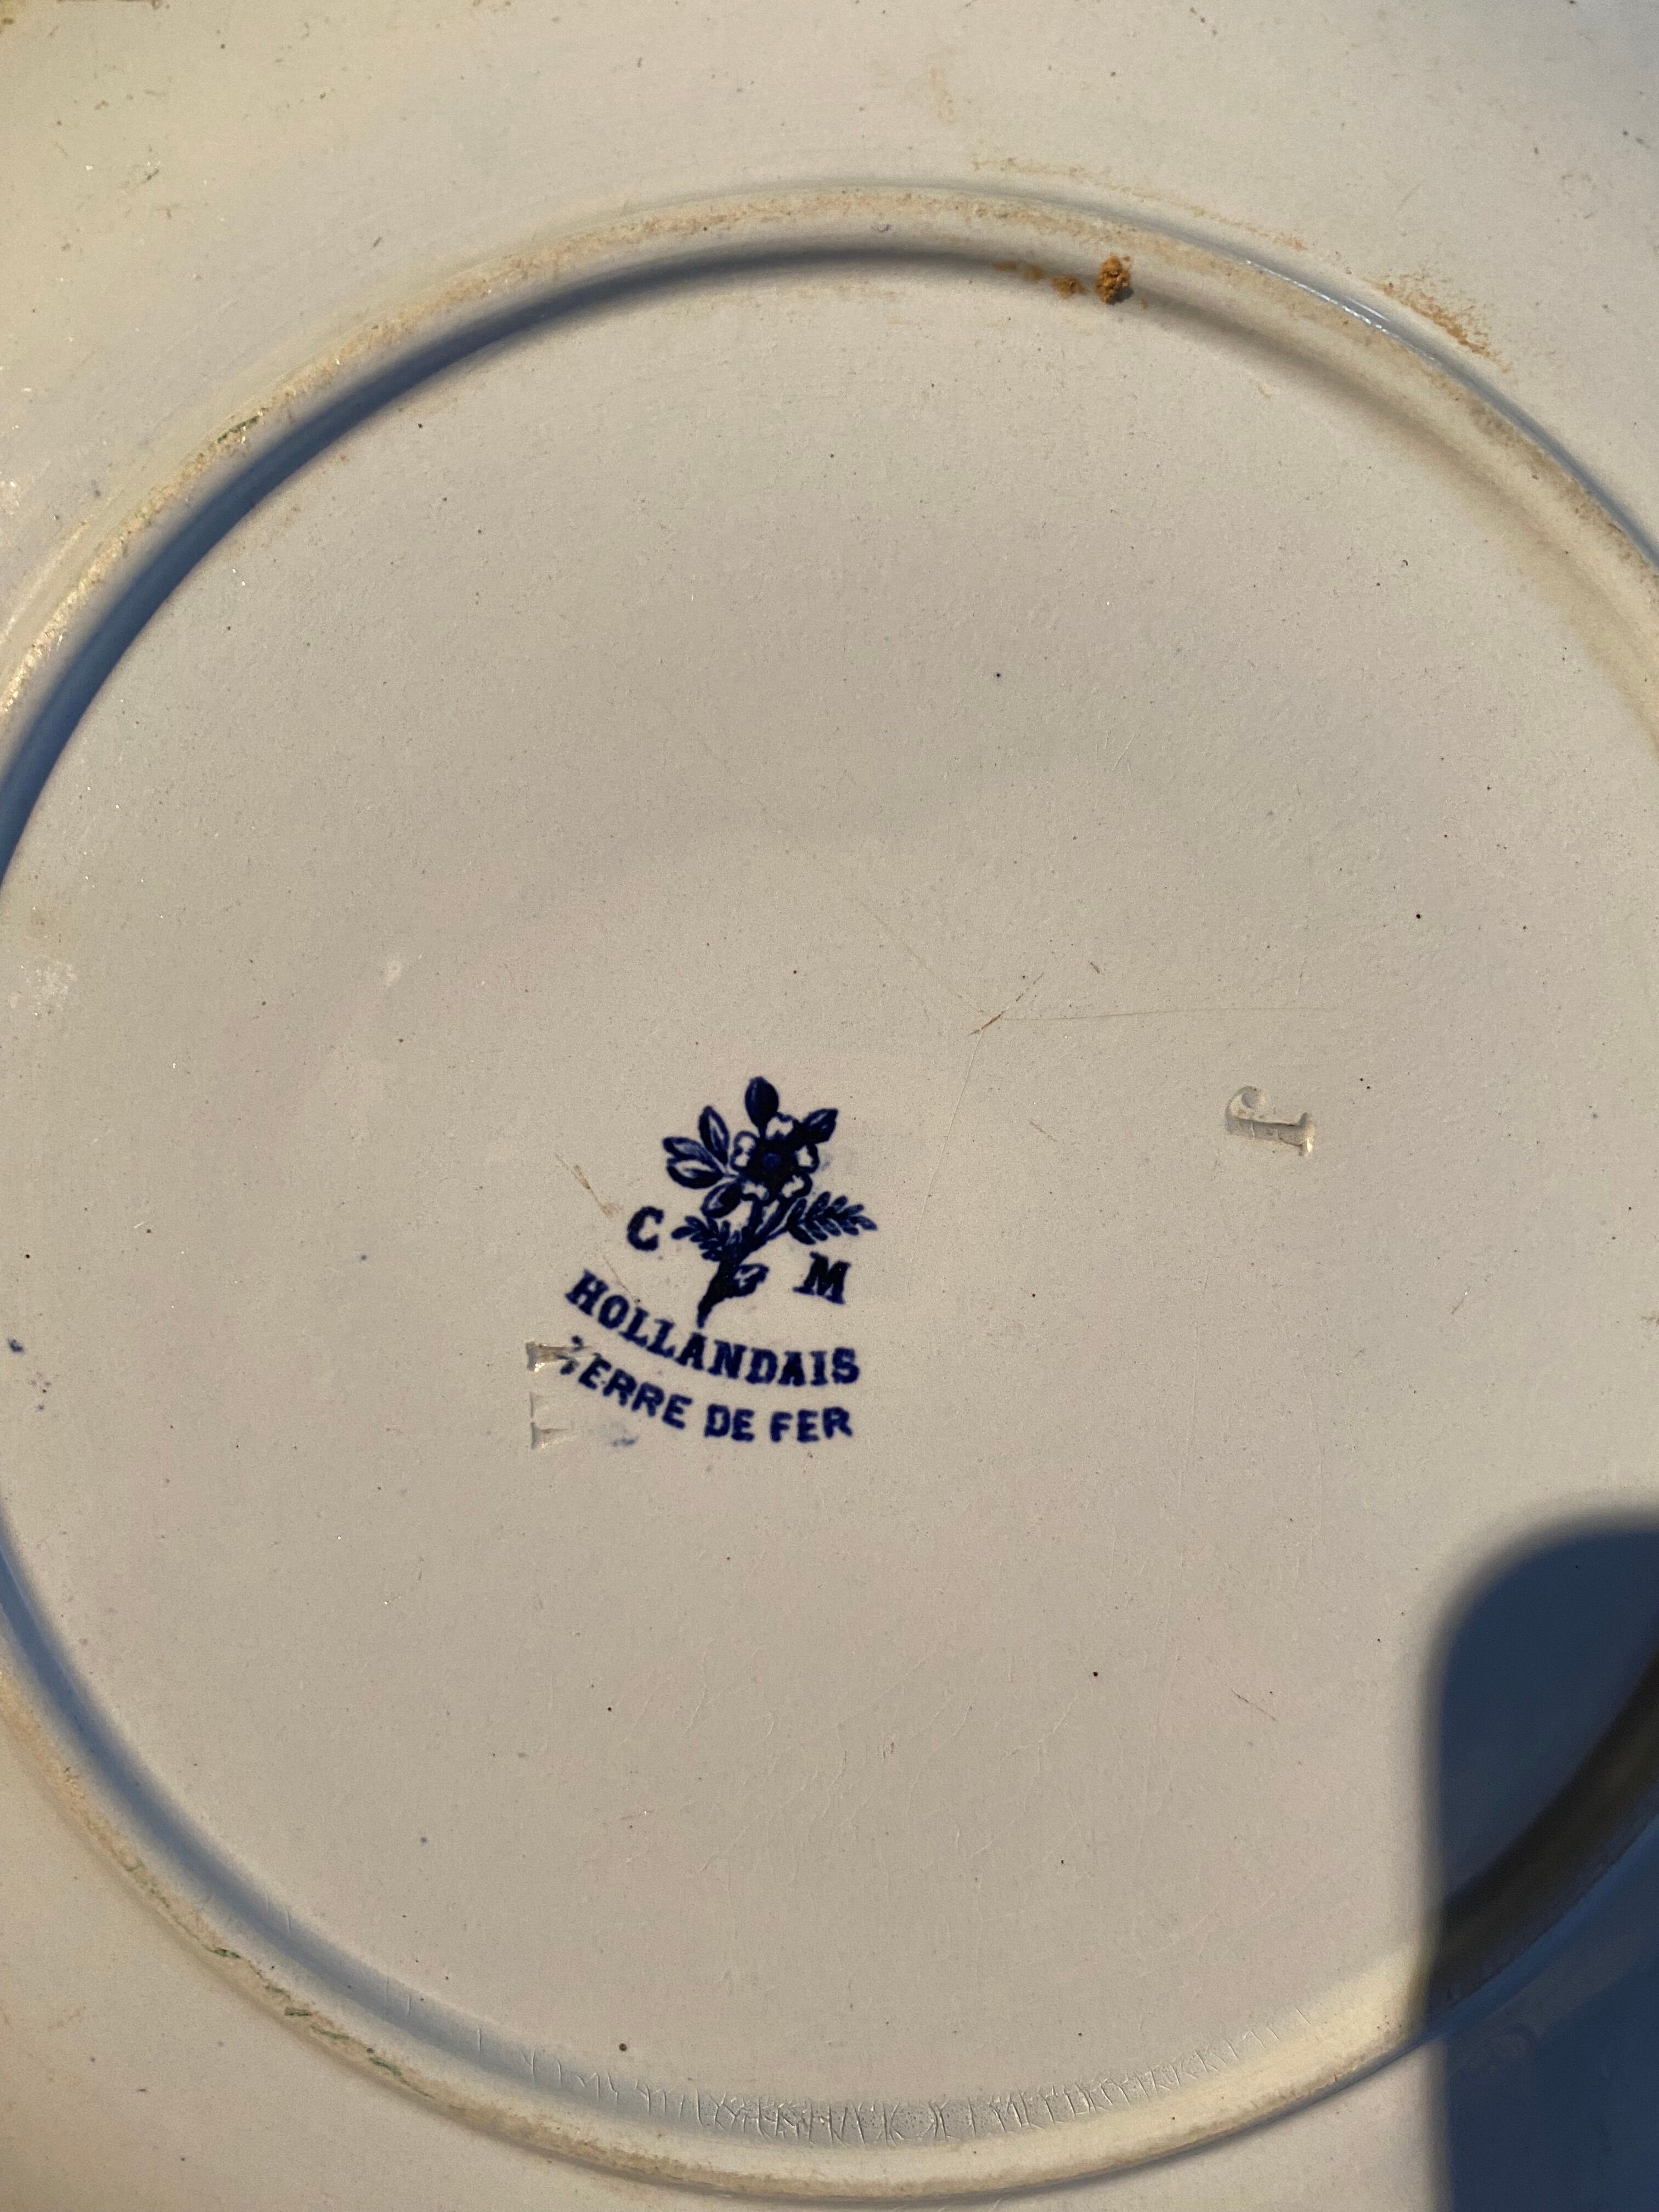 C M
HOLLANDAIS
TERRE DE FER